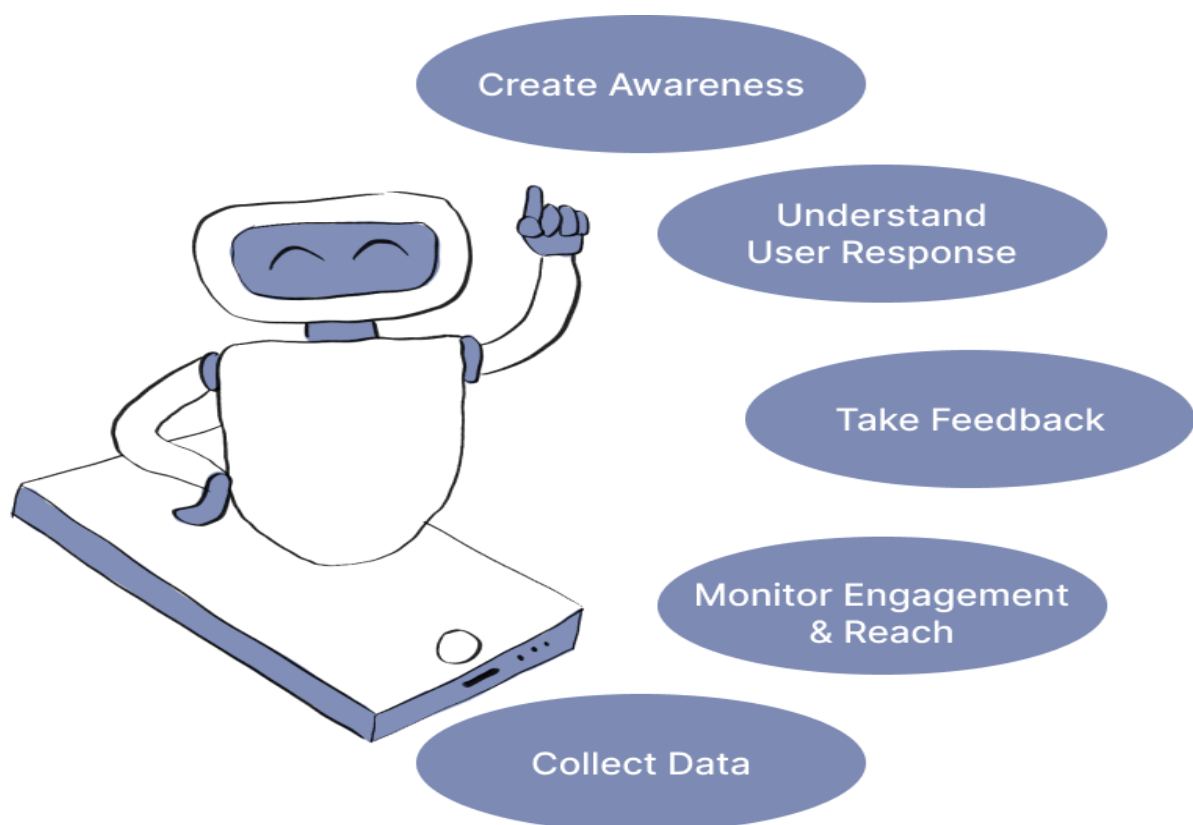 Create Awareness
Understand
User Response
Take Feedback
Monitor Engagement
& Reach
Collect Data